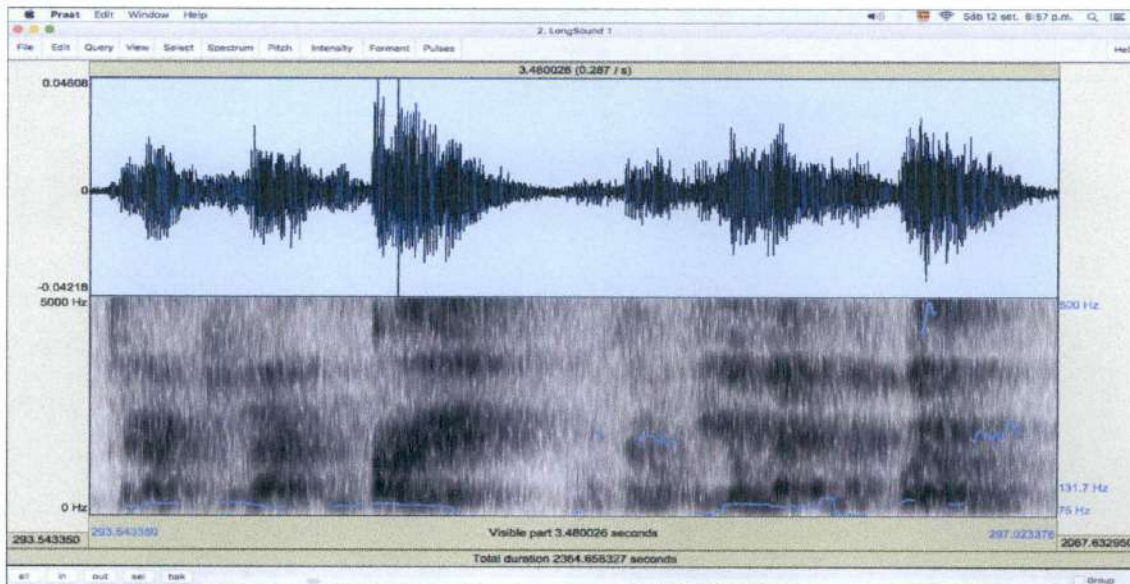 Praat Edit Window Help Sáb 12 set. 8:57 p.m.
2. LongSound 1
File Edit Query View Select Spectrum Pitch Intensity Formant Pulses Hel
3.480026 (0.287 / s)
0.04608
0
-0.04218
5000 Hz 500 Hz
131.7 Hz
0 Hz 75 Hz
293.543350 293.543350 Visible part 3.480026 seconds 297.023376 2067.632950
Total duration 2364.656327 seconds
all in out sel bak Group